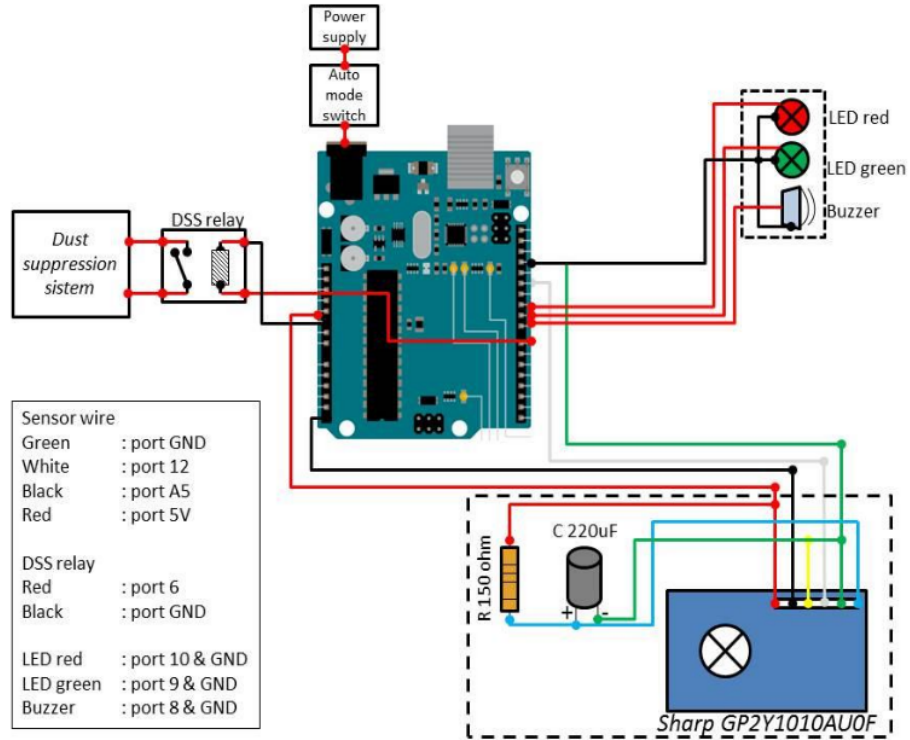 Power
supply
Auto
mode
switch
LED red
LED green
Buzzer
DSS relay
Dust
suppression
sistem
Sensor wire
Green : port GND
White : port 12
Black : port A5
Red : port 5V
DSS relay
Red : port 6
Black : port GND
LED red : port 10 & GND
LED green : port 9 & GND
Buzzer : port 8 & GND
R 150 ohm
C 220uF
+ -
Sharp GP2Y1010AU0F